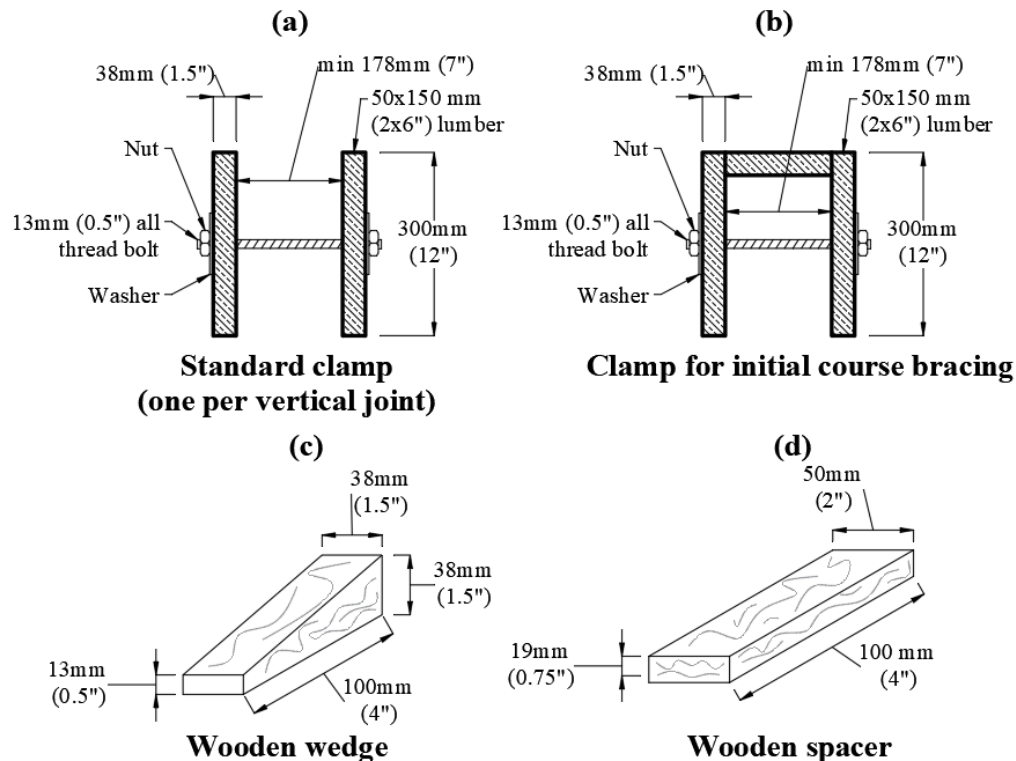 (a)
38mm (1.5")
min 178mm (7")
50x150 mm
(2x6") lumber
Nut
13mm (0.5") all
thread bolt
Washer
300mm
(12")
Standard clamp
(one per vertical joint)
(b)
38mm (1.5")
min 178mm (7")
50x150 mm
(2x6") lumber
Nut
13mm (0.5") all
thread bolt
Washer
300mm
(12")
Clamp for initial course bracing
(c)
38mm
(1.5")
38mm
(1.5")
13mm
(0.5")
100mm
(4")
Wooden wedge
(d)
50mm
(2")
19mm
(0.75")
100 mm
(4")
Wooden spacer